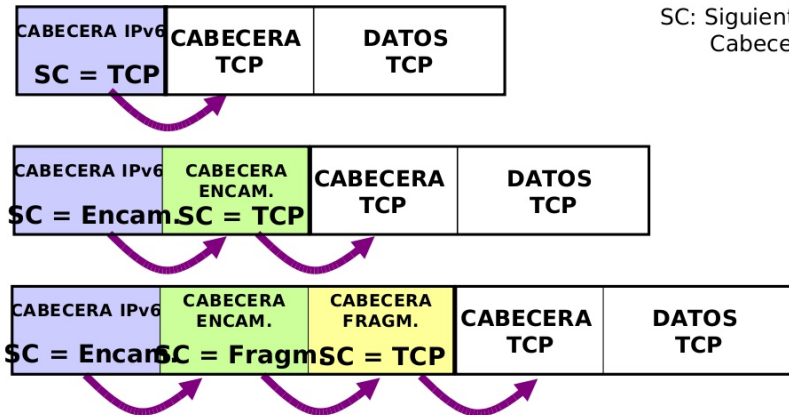 SC: Siguient
Cabece
CABECERA IPv6
SC = TCP
CABECERA
TCP
DATOS
TCP
CABECERA IPv6
SC = Encam.
CABECERA
ENCAM.
SC = TCP
CABECERA
TCP
DATOS
TCP
CABECERA IPv6
SC = Encam.
CABECERA
ENCAM.
SC = Fragm.
CABECERA
FRAGM.
SC = TCP
CABECERA
TCP
DATOS
TCP